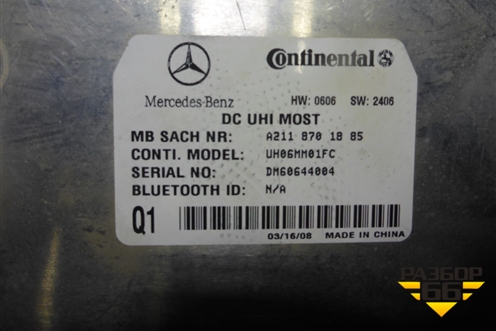 Continental
Mercedes-Benz HW: 0606 SW: 2406
DC UHI MOST
MB SACH NR: A211 870 18 85
CONTI. MODEL: UH06MM01FC
SERIAL NO: DM60644004
BLUETOOTH ID: N/A
Q1
03/16/08 MADE IN CHINA
РАЗБОР
66